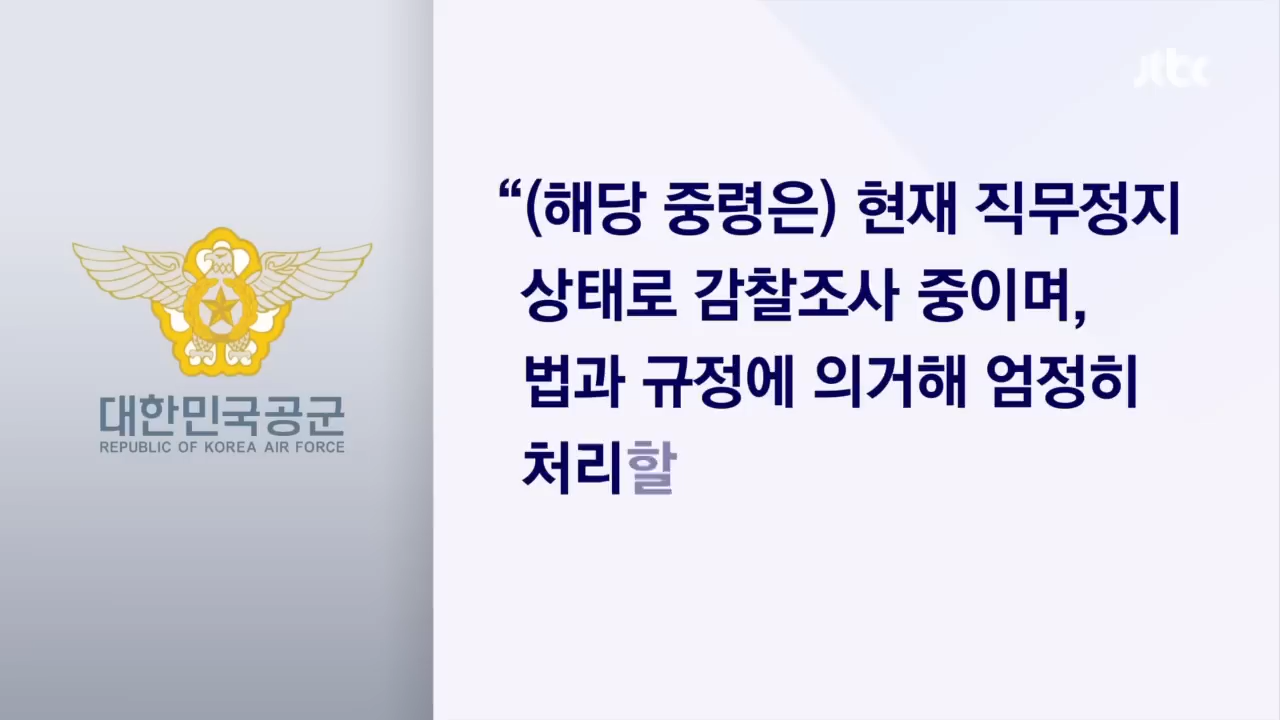 jtbc
“(해당 중령은) 현재 직무정지
상태로 감찰조사 중이며,
법과 규정에 의거해 엄정히
처리할
대한민국공군
REPUBLIC OF KOREA AIR FORCE